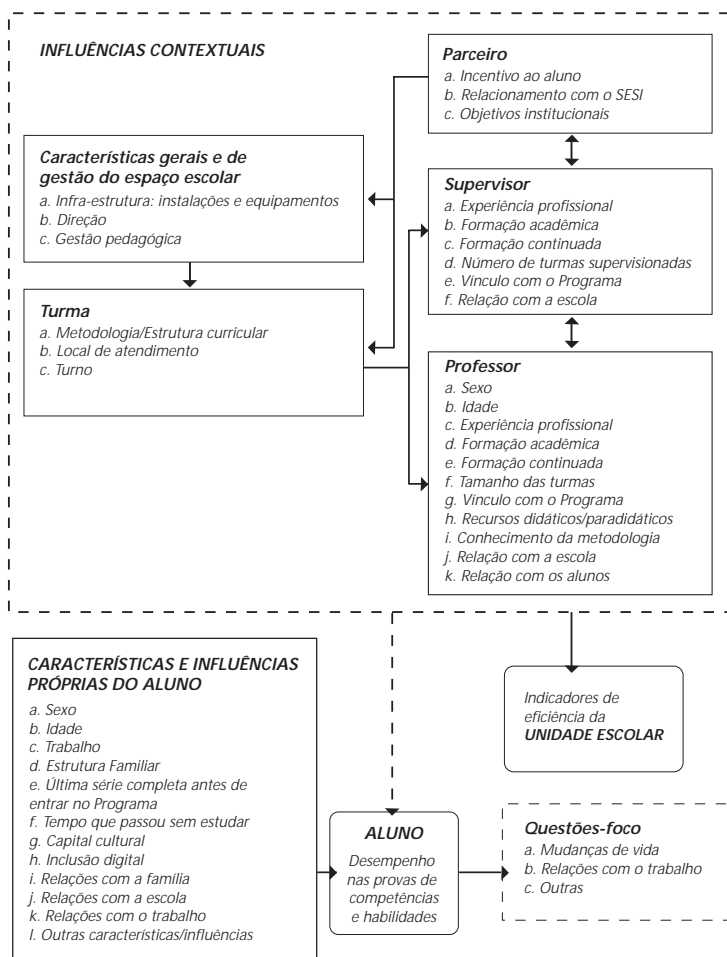 INFLUÊNCIAS CONTEXTUAIS
Parceiro
a. Incentivo ao aluno
b. Relacionamento com o SESI
c. Objetivos institucionais
Características gerais e de
gestão do espaço escolar
a. Infra-estrutura: instalações e equipamentos
b. Direção
c. Gestão pedagógica
Supervisor
a. Experiência profissional
b. Formação acadêmica
c. Formação continuada
d. Número de turmas supervisionadas
e. Vínculo com o Programa
f. Relação com a escola
Turma
a. Metodologia/Estrutura curricular
b. Local de atendimento
c. Turno
Professor
a. Sexo
b. Idade
c. Experiência profissional
d. Formação acadêmica
e. Formação continuada
f. Tamanho das turmas
g. Vínculo com o Programa
h. Recursos didáticos/paradidáticos
i. Conhecimento da metodologia
j. Relação com a escola
k. Relação com os alunos
CARACTERÍSTICAS E INFLUÊNCIAS
PRÓPRIAS DO ALUNO
a. Sexo
b. Idade
c. Trabalho
d. Estrutura Familiar
e. Última série completa antes de
entrar no Programa
f. Tempo que passou sem estudar
g. Capital cultural
h. Inclusão digital
i. Relações com a família
j. Relações com a escola
k. Relações com o trabalho
l. Outras características/influências
Indicadores de
eficiência da
UNIDADE ESCOLAR
ALUNO
Desempenho
nas provas de
competências
e habilidades
Questões-foco
a. Mudanças de vida
b. Relações com o trabalho
c. Outras